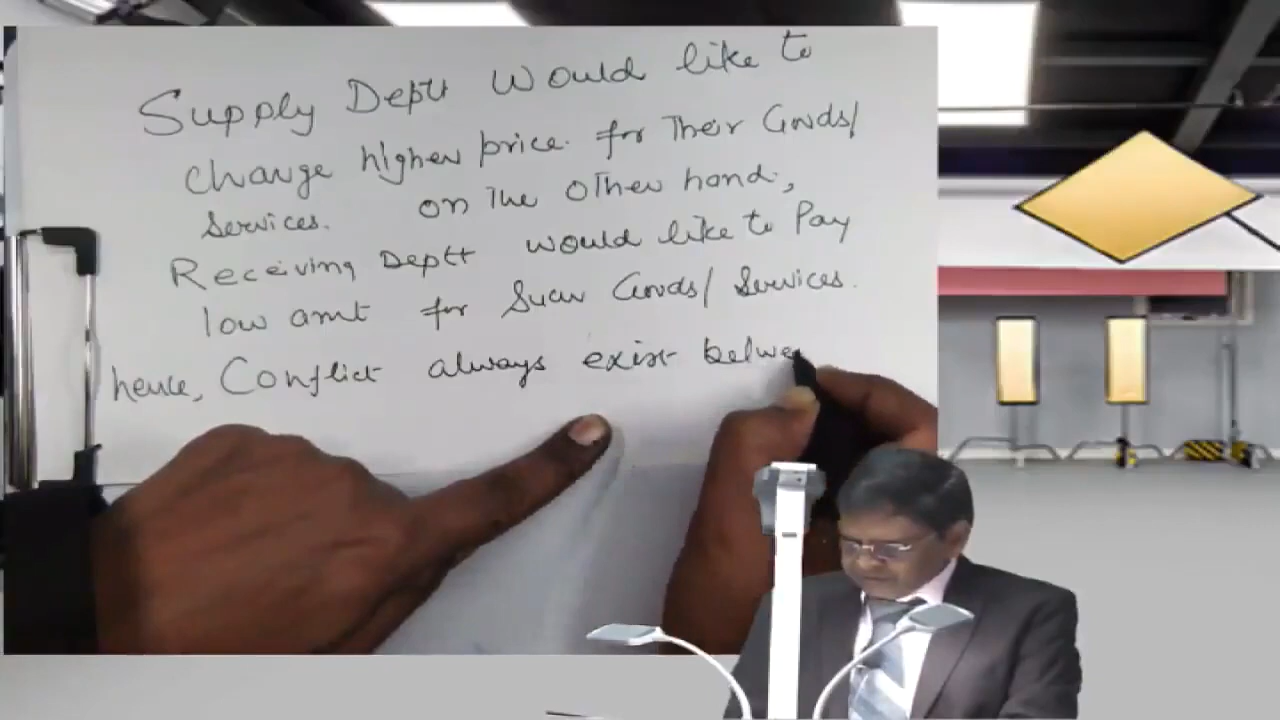 Supply Deptt Would like to
charge higher price for Their Goods/
Services. on The other hand,
Receiving Deptt would like to Pay
low amt for Such Goods/ Services.
hence, Conflict always exist betwe